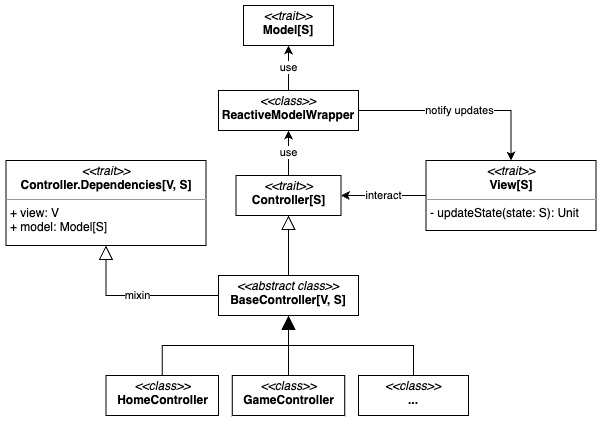 <<trait>>
Model[S]
use
<<class>>
ReactiveModelWrapper
notify updates
use
<<trait>>
Controller.Dependencies[V, S]
+ view: V
+ model: Model[S]
<<trait>>
Controller[S]
interact
<<trait>>
View[S]
- updateState(state: S): Unit
mixin
<<abstract class>>
BaseController[V, S]
<<class>>
HomeController
<<class>>
GameController
<<class>>
...